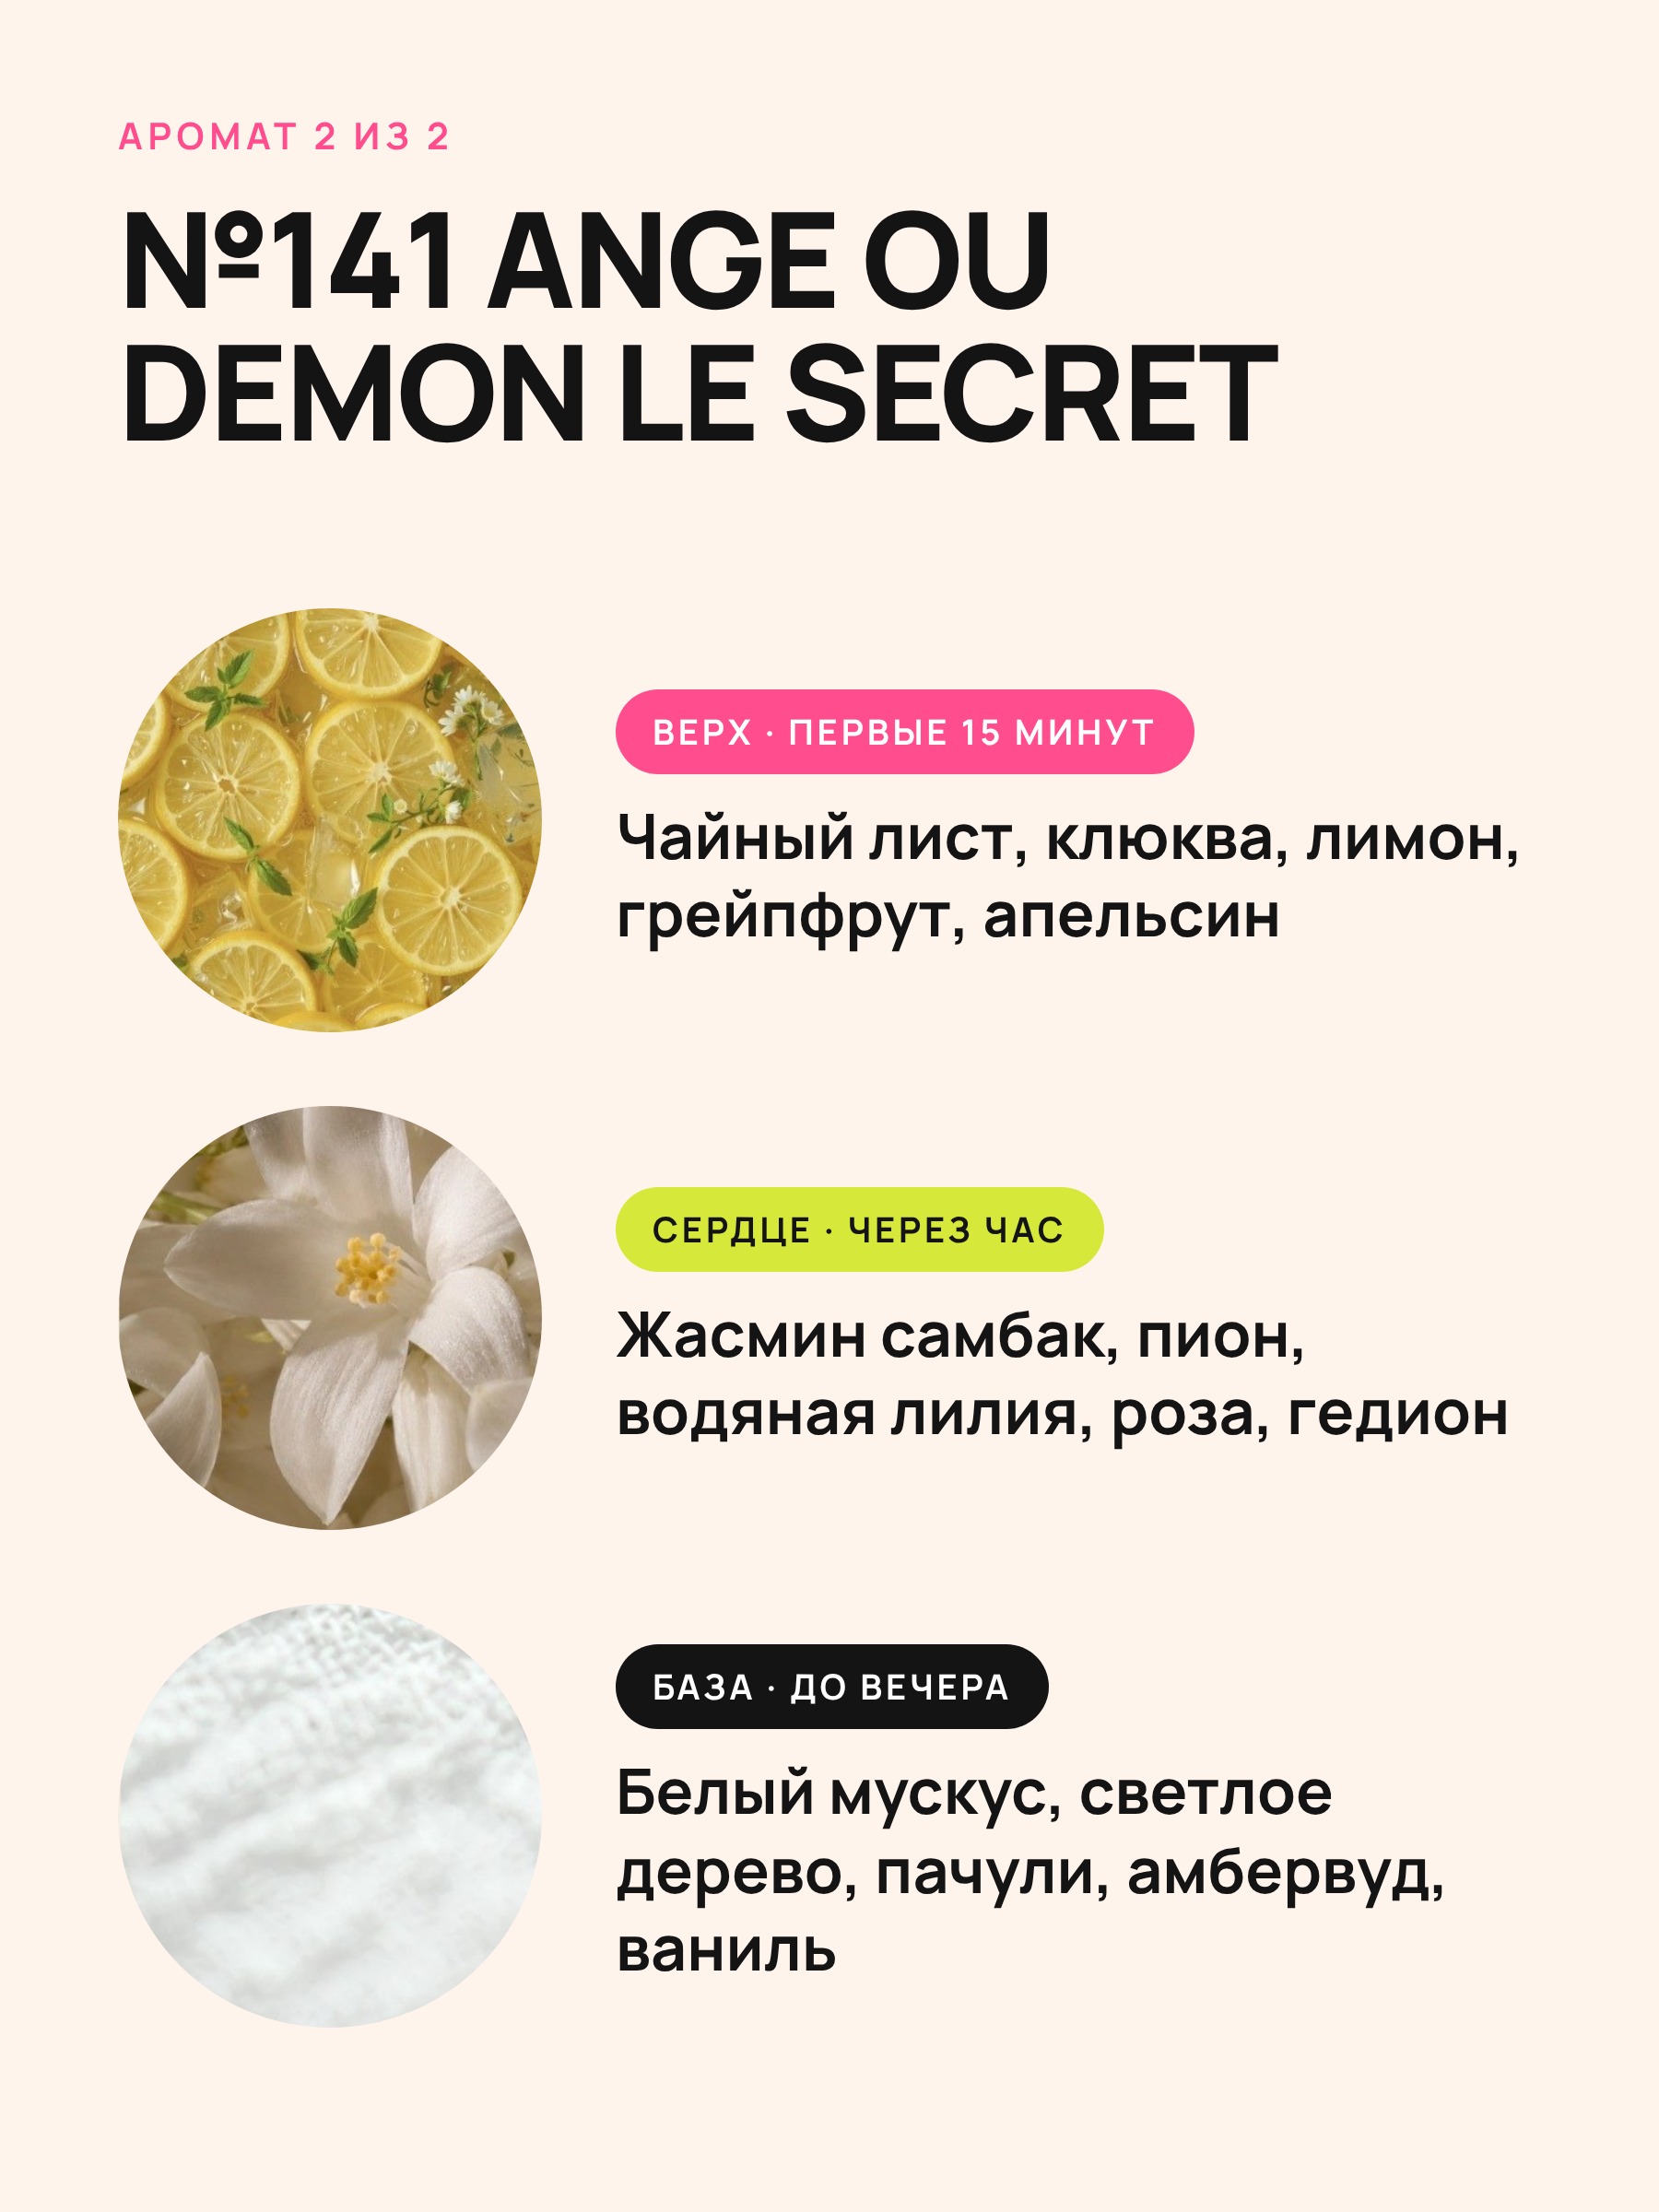 АРОМАТ 2 ИЗ 2
№141 ANGE OU
DEMON LE SECRET
ВЕРХ · ПЕРВЫЕ 15 МИНУТ
Чайный лист, клюква, лимон,
грейпфрут, апельсин
СЕРДЦЕ · ЧЕРЕЗ ЧАС
Жасмин самбак, пион,
водяная лилия, роза, гедион
БАЗА · ДО ВЕЧЕРА
Белый мускус, светлое
дерево, пачули, амбервуд,
ваниль